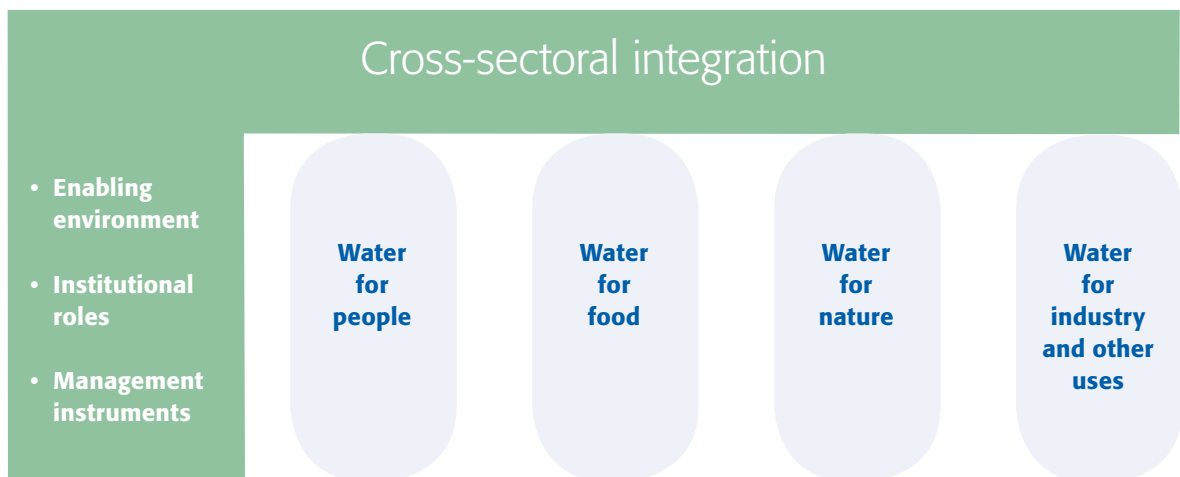 Cross-sectoral integration
• Enabling
environment
• Institutional
roles
• Management
instruments
Water
for
people
Water
for
food
Water
for
nature
Water
for
industry
and other
uses